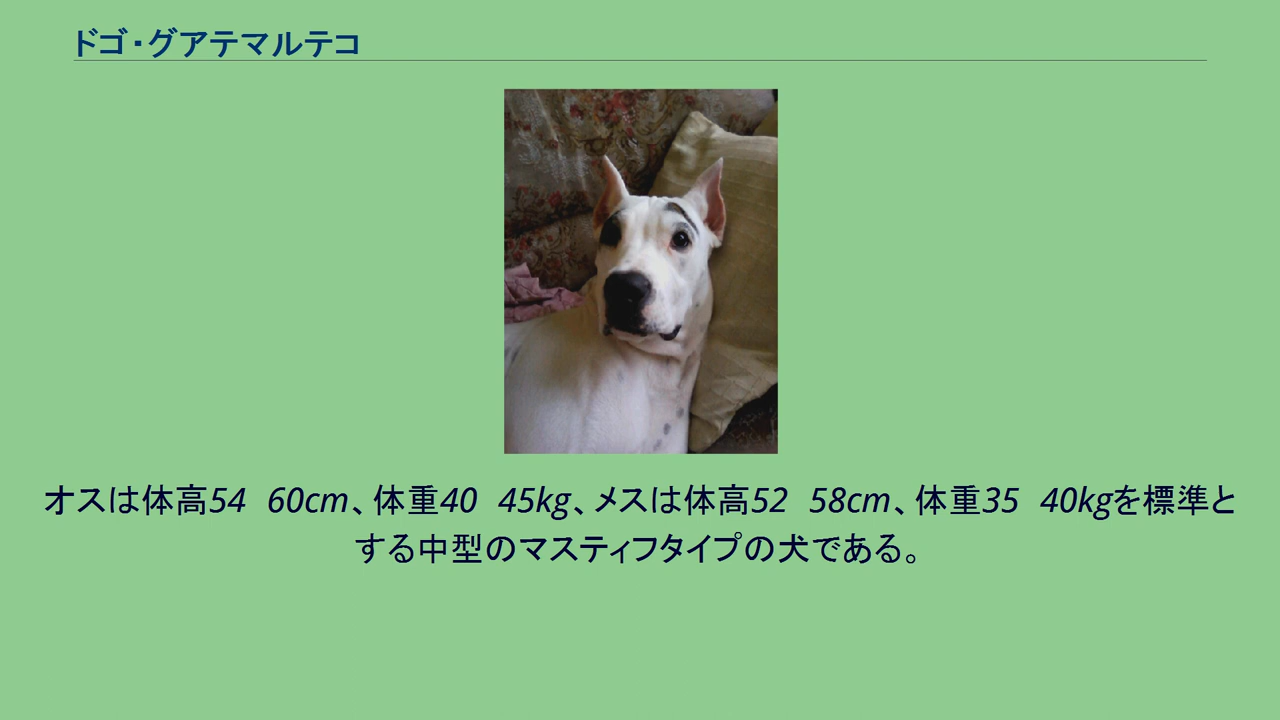 ドゴ・グアテマルテコ
オスは体高54 60cm、体重40 45kg、メスは体高52 58cm、体重35 40kgを標準と
する中型のマスティフタイプの犬である。